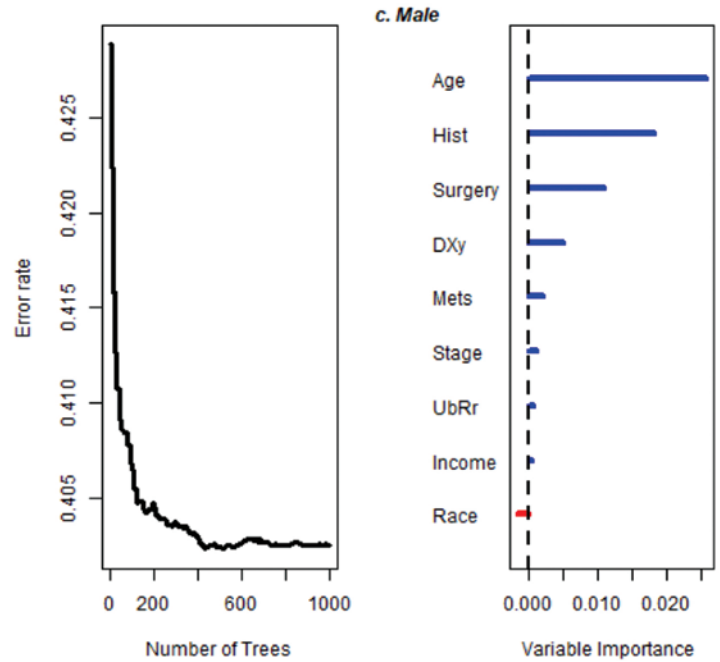 c. Male
Error rate
0.425
0.420
0.415
0.410
0.405
0 200 600 1000
Number of Trees
Age
Hist
Surgery
DXy
Mets
Stage
UbRr
Income
Race
0.000 0.010 0.020
Variable Importance